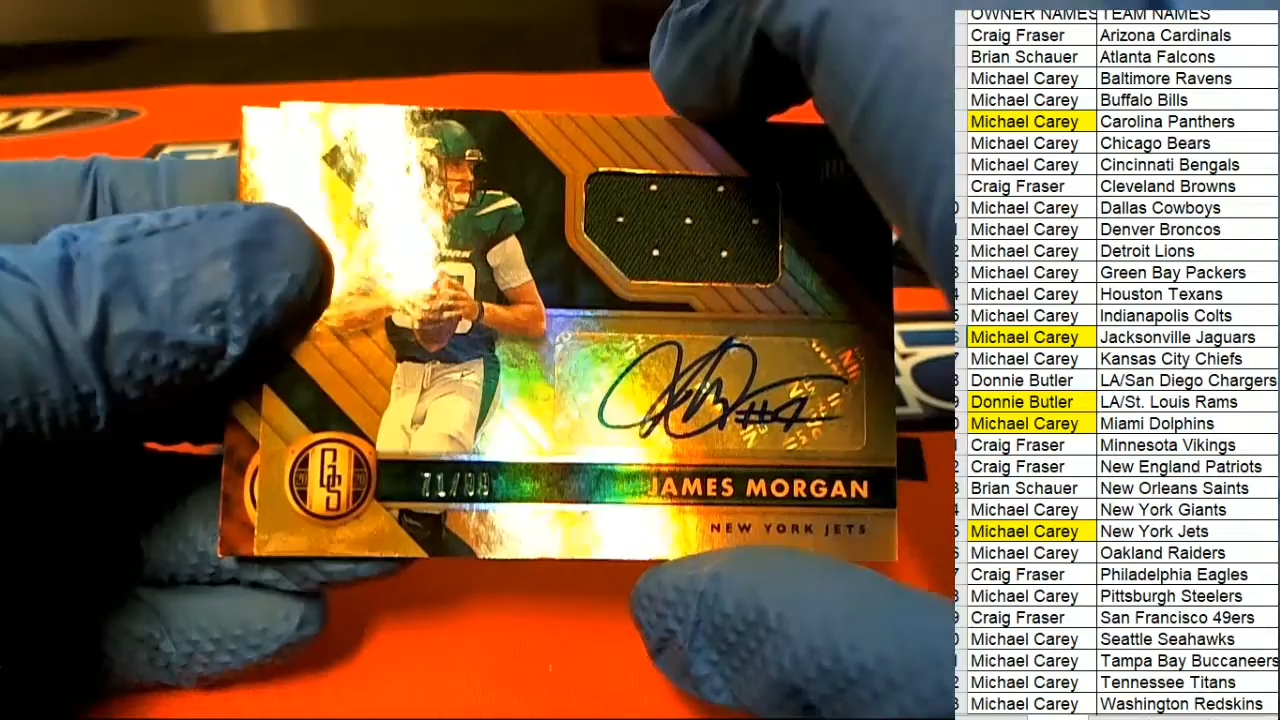 JAMES MORGAN
NEW YORK JETS
GS
20 20
71/99
#4
OWNER NAMES TEAM NAMES
Craig Fraser Arizona Cardinals
Brian Schauer Atlanta Falcons
Michael Carey Baltimore Ravens
Michael Carey Buffalo Bills
Michael Carey Carolina Panthers
Michael Carey Chicago Bears
Michael Carey Cincinnati Bengals
Craig Fraser Cleveland Browns
Michael Carey Dallas Cowboys
Michael Carey Denver Broncos
Michael Carey Detroit Lions
Michael Carey Green Bay Packers
Michael Carey Houston Texans
Michael Carey Indianapolis Colts
Michael Carey Jacksonville Jaguars
Michael Carey Kansas City Chiefs
Donnie Butler LA/San Diego Chargers
Donnie Butler LA/St. Louis Rams
Michael Carey Miami Dolphins
Craig Fraser Minnesota Vikings
Craig Fraser New England Patriots
Brian Schauer New Orleans Saints
Michael Carey New York Giants
Michael Carey New York Jets
Michael Carey Oakland Raiders
Craig Fraser Philadelphia Eagles
Michael Carey Pittsburgh Steelers
Craig Fraser San Francisco 49ers
Michael Carey Seattle Seahawks
Michael Carey Tampa Bay Buccaneers
Michael Carey Tennessee Titans
Michael Carey Washington Redskins